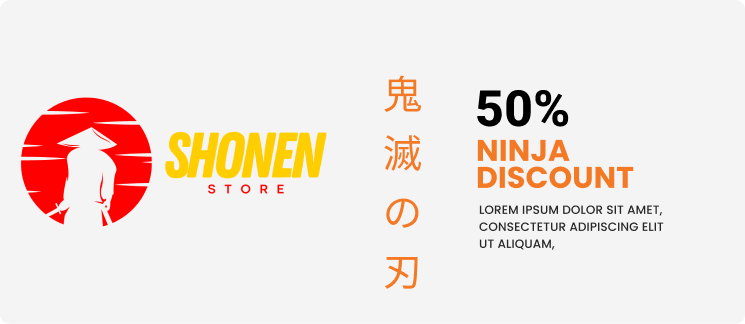 SHONEN
STORE
鬼滅の刃
50%
NINJA
DISCOUNT
LOREM IPSUM DOLOR SIT AMET,
CONSECTETUR ADIPISCING ELIT
UT ALIQUAM,